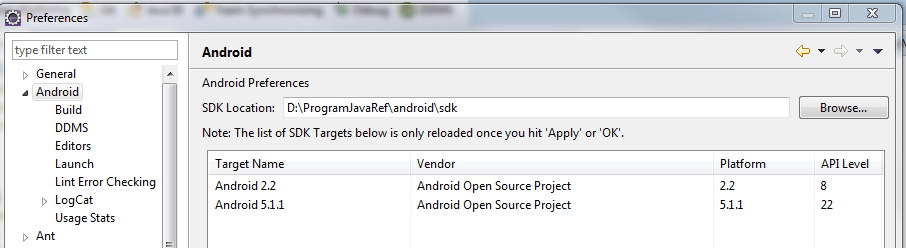 Preferences
type filter text
General
Android
Build
DDMS
Editors
Launch
Lint Error Checking
LogCat
Usage Stats
Ant
Android
Android Preferences
SDK Location: D:\ProgramJavaRef\android\sdk Browse...
Note: The list of SDK Targets below is only reloaded once you hit 'Apply' or 'OK'.
Target Name Vendor Platform API Level
Android 2.2 Android Open Source Project 2.2 8
Android 5.1.1 Android Open Source Project 5.1.1 22